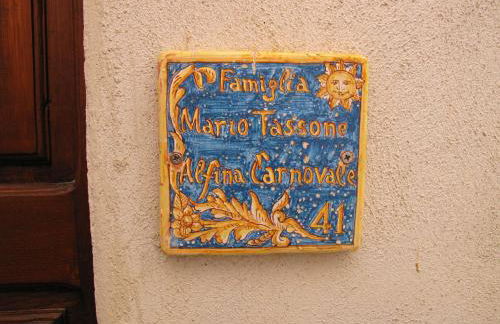 Famiglia
Mario Tassone
Alfina Carnovale
41